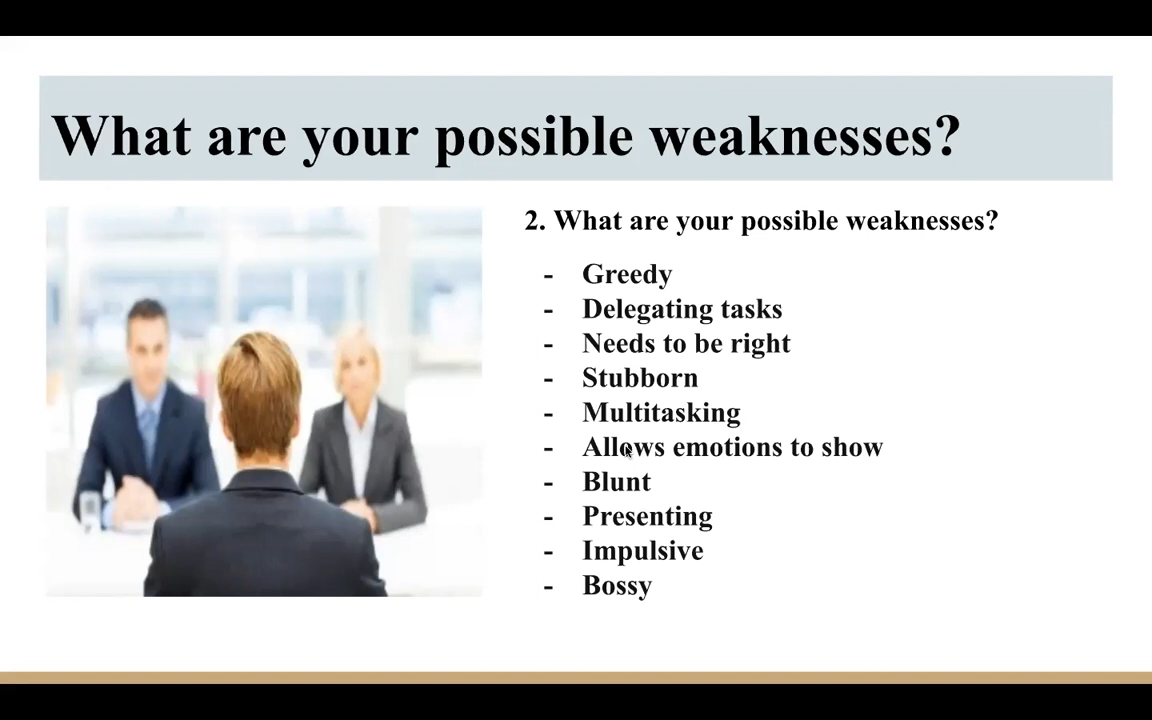 What are your possible weaknesses?
2. What are your possible weaknesses?
- Greedy
- Delegating tasks
- Needs to be right
- Stubborn
- Multitasking
- Allows emotions to show
- Blunt
- Presenting
- Impulsive
- Bossy